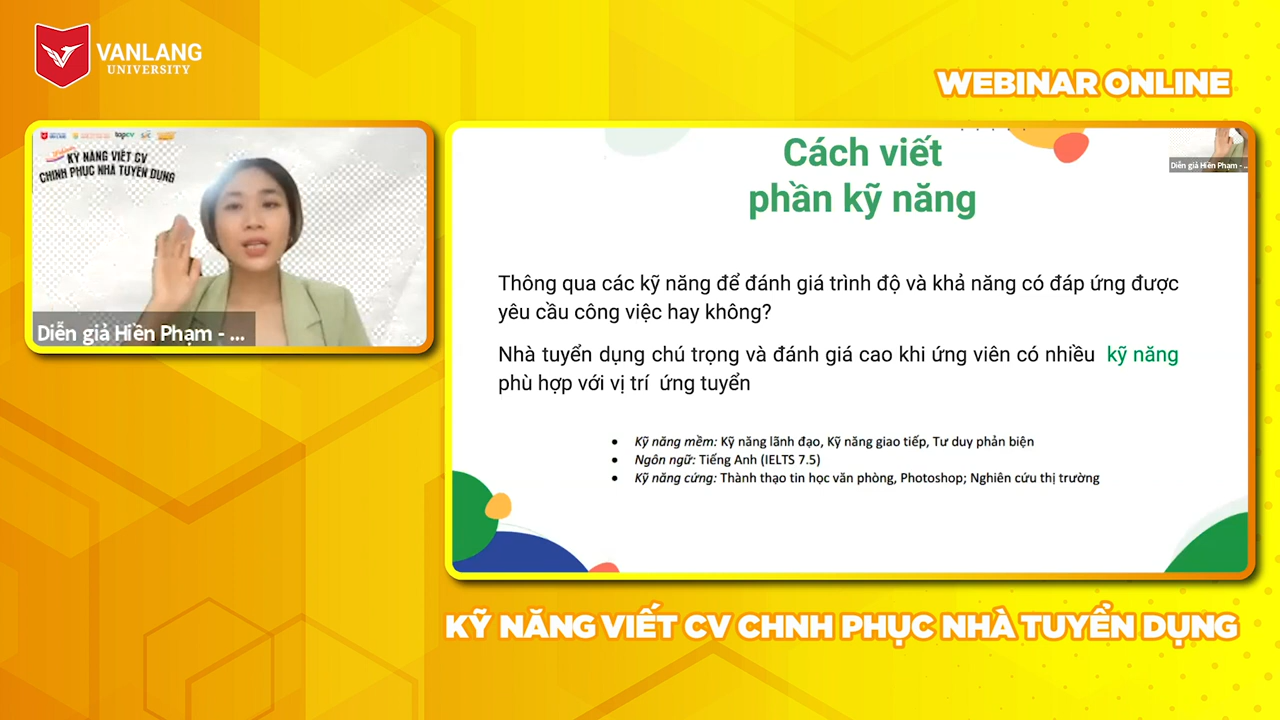 VANLANG
UNIVERSITY
WEBINAR ONLINE
topcv
KỸ NĂNG VIẾT CV
CHINH PHỤC NHÀ TUYỂN DỤNG
Diễn giả Hiền Phạm - ...
Cách viết
phần kỹ năng
Diễn giả Hiền Phạm - ...
Thông qua các kỹ năng để đánh giá trình độ và khả năng có đáp ứng được
yêu cầu công việc hay không?
Nhà tuyển dụng chú trọng và đánh giá cao khi ứng viên có nhiều kỹ năng
phù hợp với vị trí ứng tuyển
• Kỹ năng mềm: Kỹ năng lãnh đạo, Kỹ năng giao tiếp, Tư duy phản biện
• Ngôn ngữ: Tiếng Anh (IELTS 7.5)
• Kỹ năng cứng: Thành thạo tin học văn phòng, Photoshop; Nghiên cứu thị trường
KỸ NĂNG VIẾT CV CHNH PHỤC NHÀ TUYỂN DỤNG